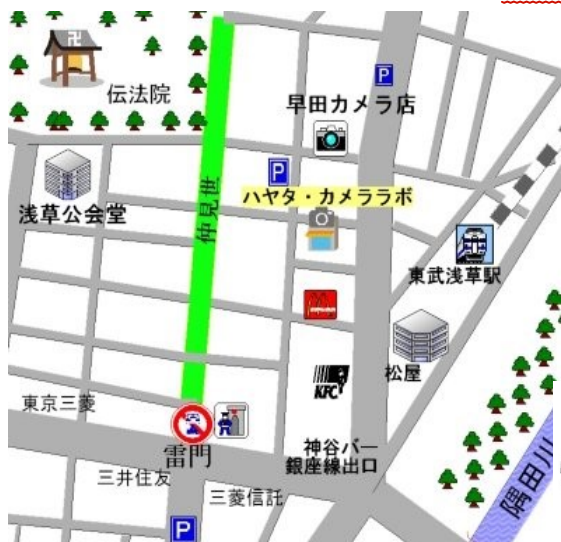 卍
伝法院
P
早田カメラ店
P
ハヤタ・カメララボ
仲見世
浅草公会堂
東武浅草駅
松屋
KFC
東京三菱
雷門
神谷バー
銀座線出口
三井住友
三菱信託
隅田川
P